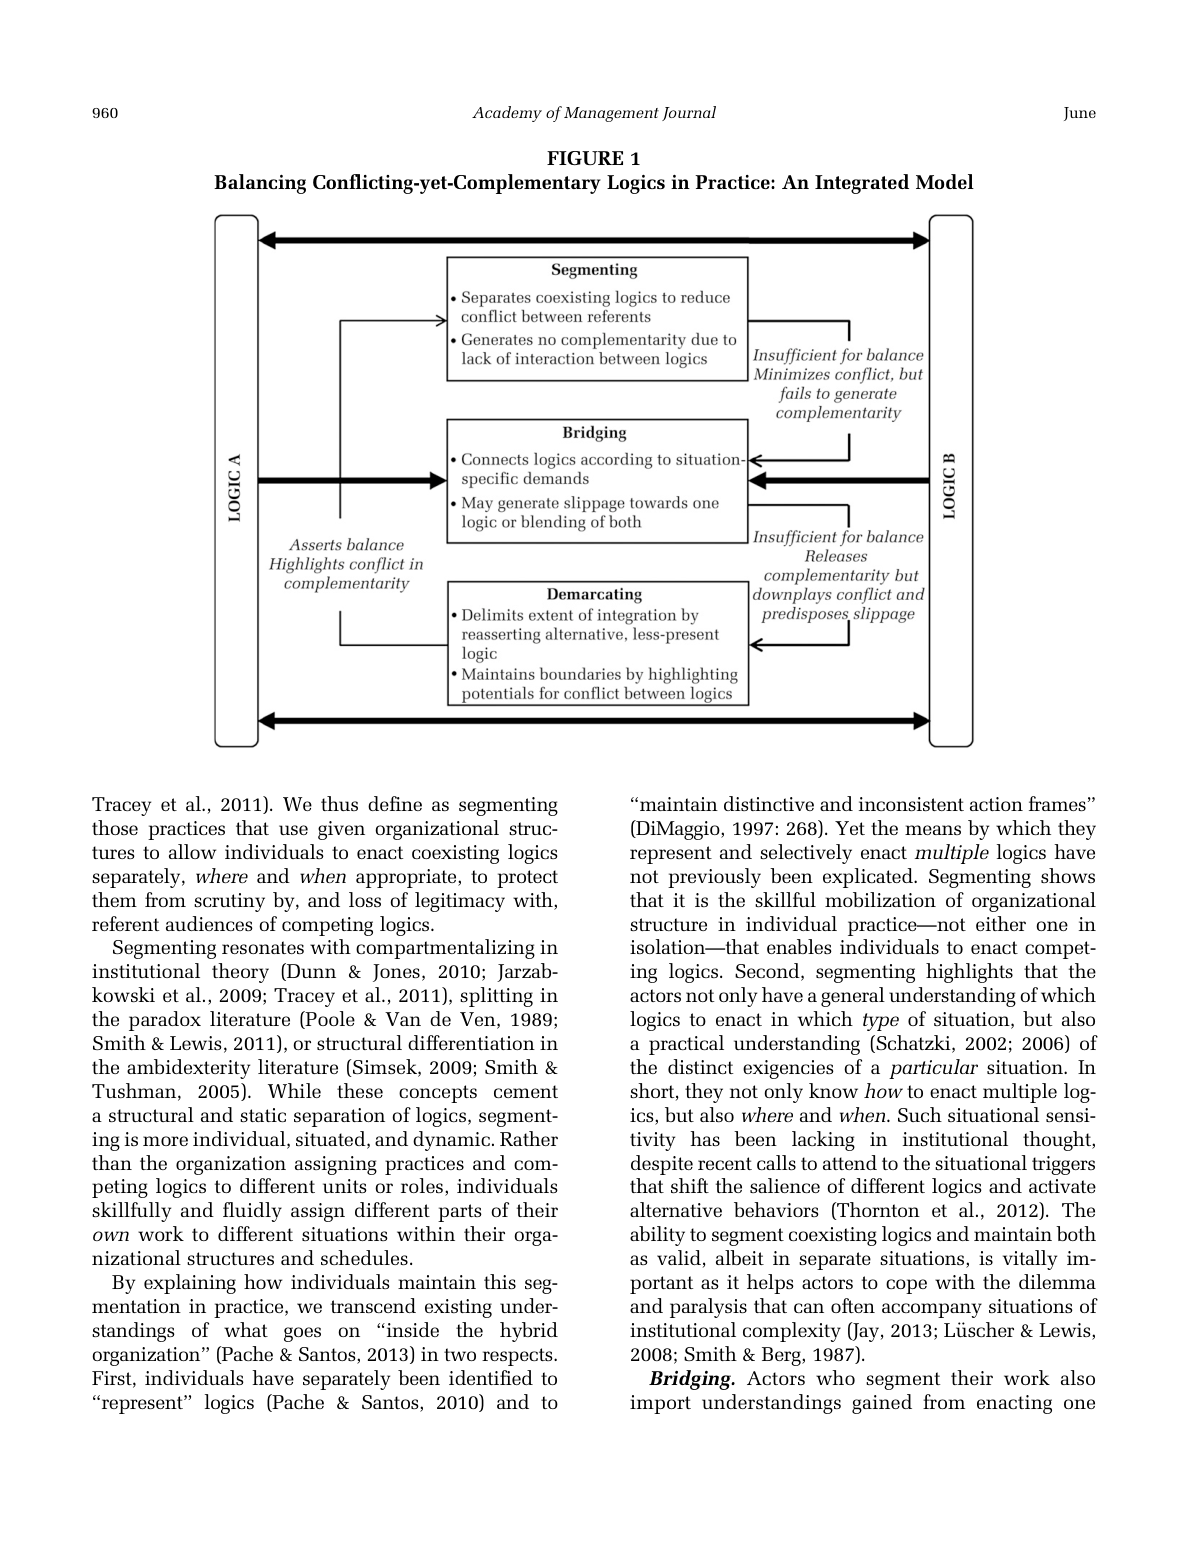 960
Academy of Management Journal
June
FIGURE 1
Balancing Conflicting-yet-Complementary Logics in Practice: An Integrated Model
LOGIC A
Segmenting
• Separates coexisting logics to reduce
conflict between referents
• Generates no complementarity due to
lack of interaction between logics
Insufficient for balance
Minimizes conflict, but
fails to generate
complementarity
Bridging
• Connects logics according to situation-
specific demands
• May generate slippage towards one
logic or blending of both
LOGIC B
Insufficient for balance
Releases
complementarity but
downplays conflict and
predisposes slippage
Asserts balance
Highlights conflict in
complementarity
Demarcating
• Delimits extent of integration by
reasserting alternative, less-present
logic
• Maintains boundaries by highlighting
potentials for conflict between logics
Tracey et al., 2011). We thus define as segmenting
those practices that use given organizational struc-
tures to allow individuals to enact coexisting logics
separately, where and when appropriate, to protect
them from scrutiny by, and loss of legitimacy with,
referent audiences of competing logics.
Segmenting resonates with compartmentalizing in
institutional theory (Dunn & Jones, 2010; Jarzab-
kowski et al., 2009; Tracey et al., 2011), splitting in
the paradox literature (Poole & Van de Ven, 1989;
Smith & Lewis, 2011), or structural differentiation in
the ambidexterity literature (Simsek, 2009; Smith &
Tushman, 2005). While these concepts cement
a structural and static separation of logics, segment-
ing is more individual, situated, and dynamic. Rather
than the organization assigning practices and com-
peting logics to different units or roles, individuals
skillfully and fluidly assign different parts of their
own work to different situations within their orga-
nizational structures and schedules.
By explaining how individuals maintain this seg-
mentation in practice, we transcend existing under-
standings of what goes on “inside the hybrid
organization” (Pache & Santos, 2013) in two respects.
First, individuals have separately been identified to
“represent” logics (Pache & Santos, 2010) and to
“maintain distinctive and inconsistent action frames”
(DiMaggio, 1997: 268). Yet the means by which they
represent and selectively enact multiple logics have
not previously been explicated. Segmenting shows
that it is the skillful mobilization of organizational
structure in individual practice—not either one in
isolation—that enables individuals to enact compet-
ing logics. Second, segmenting highlights that the
actors not only have a general understanding of which
logics to enact in which type of situation, but also
a practical understanding (Schatzki, 2002; 2006) of
the distinct exigencies of a particular situation. In
short, they not only know how to enact multiple log-
ics, but also where and when. Such situational sensi-
tivity has been lacking in institutional thought,
despite recent calls to attend to the situational triggers
that shift the salience of different logics and activate
alternative behaviors (Thornton et al., 2012). The
ability to segment coexisting logics and maintain both
as valid, albeit in separate situations, is vitally im-
portant as it helps actors to cope with the dilemma
and paralysis that can often accompany situations of
institutional complexity (Jay, 2013; Lüscher & Lewis,
2008; Smith & Berg, 1987).
Bridging. Actors who segment their work also
import understandings gained from enacting one